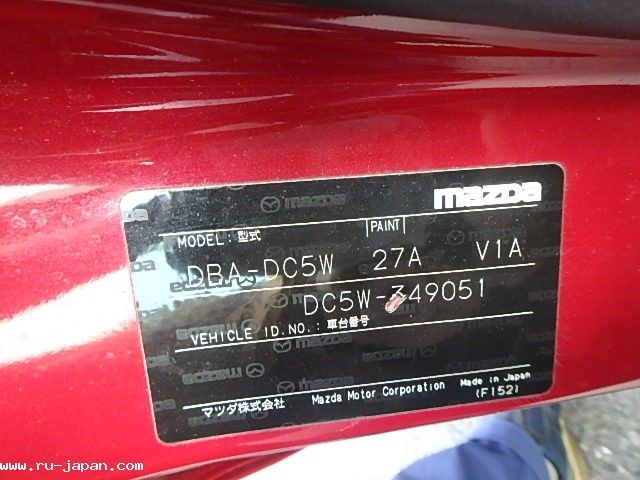 mazda
MODEL: 型式 PAINT
DBA-DC5W 27A V1A
DC5W-349051
VEHICLE ID.NO.: 車台番号
マツダ株式会社 Mazda Motor Corporation Made in Japan
(F152)
www.ru-japan.com